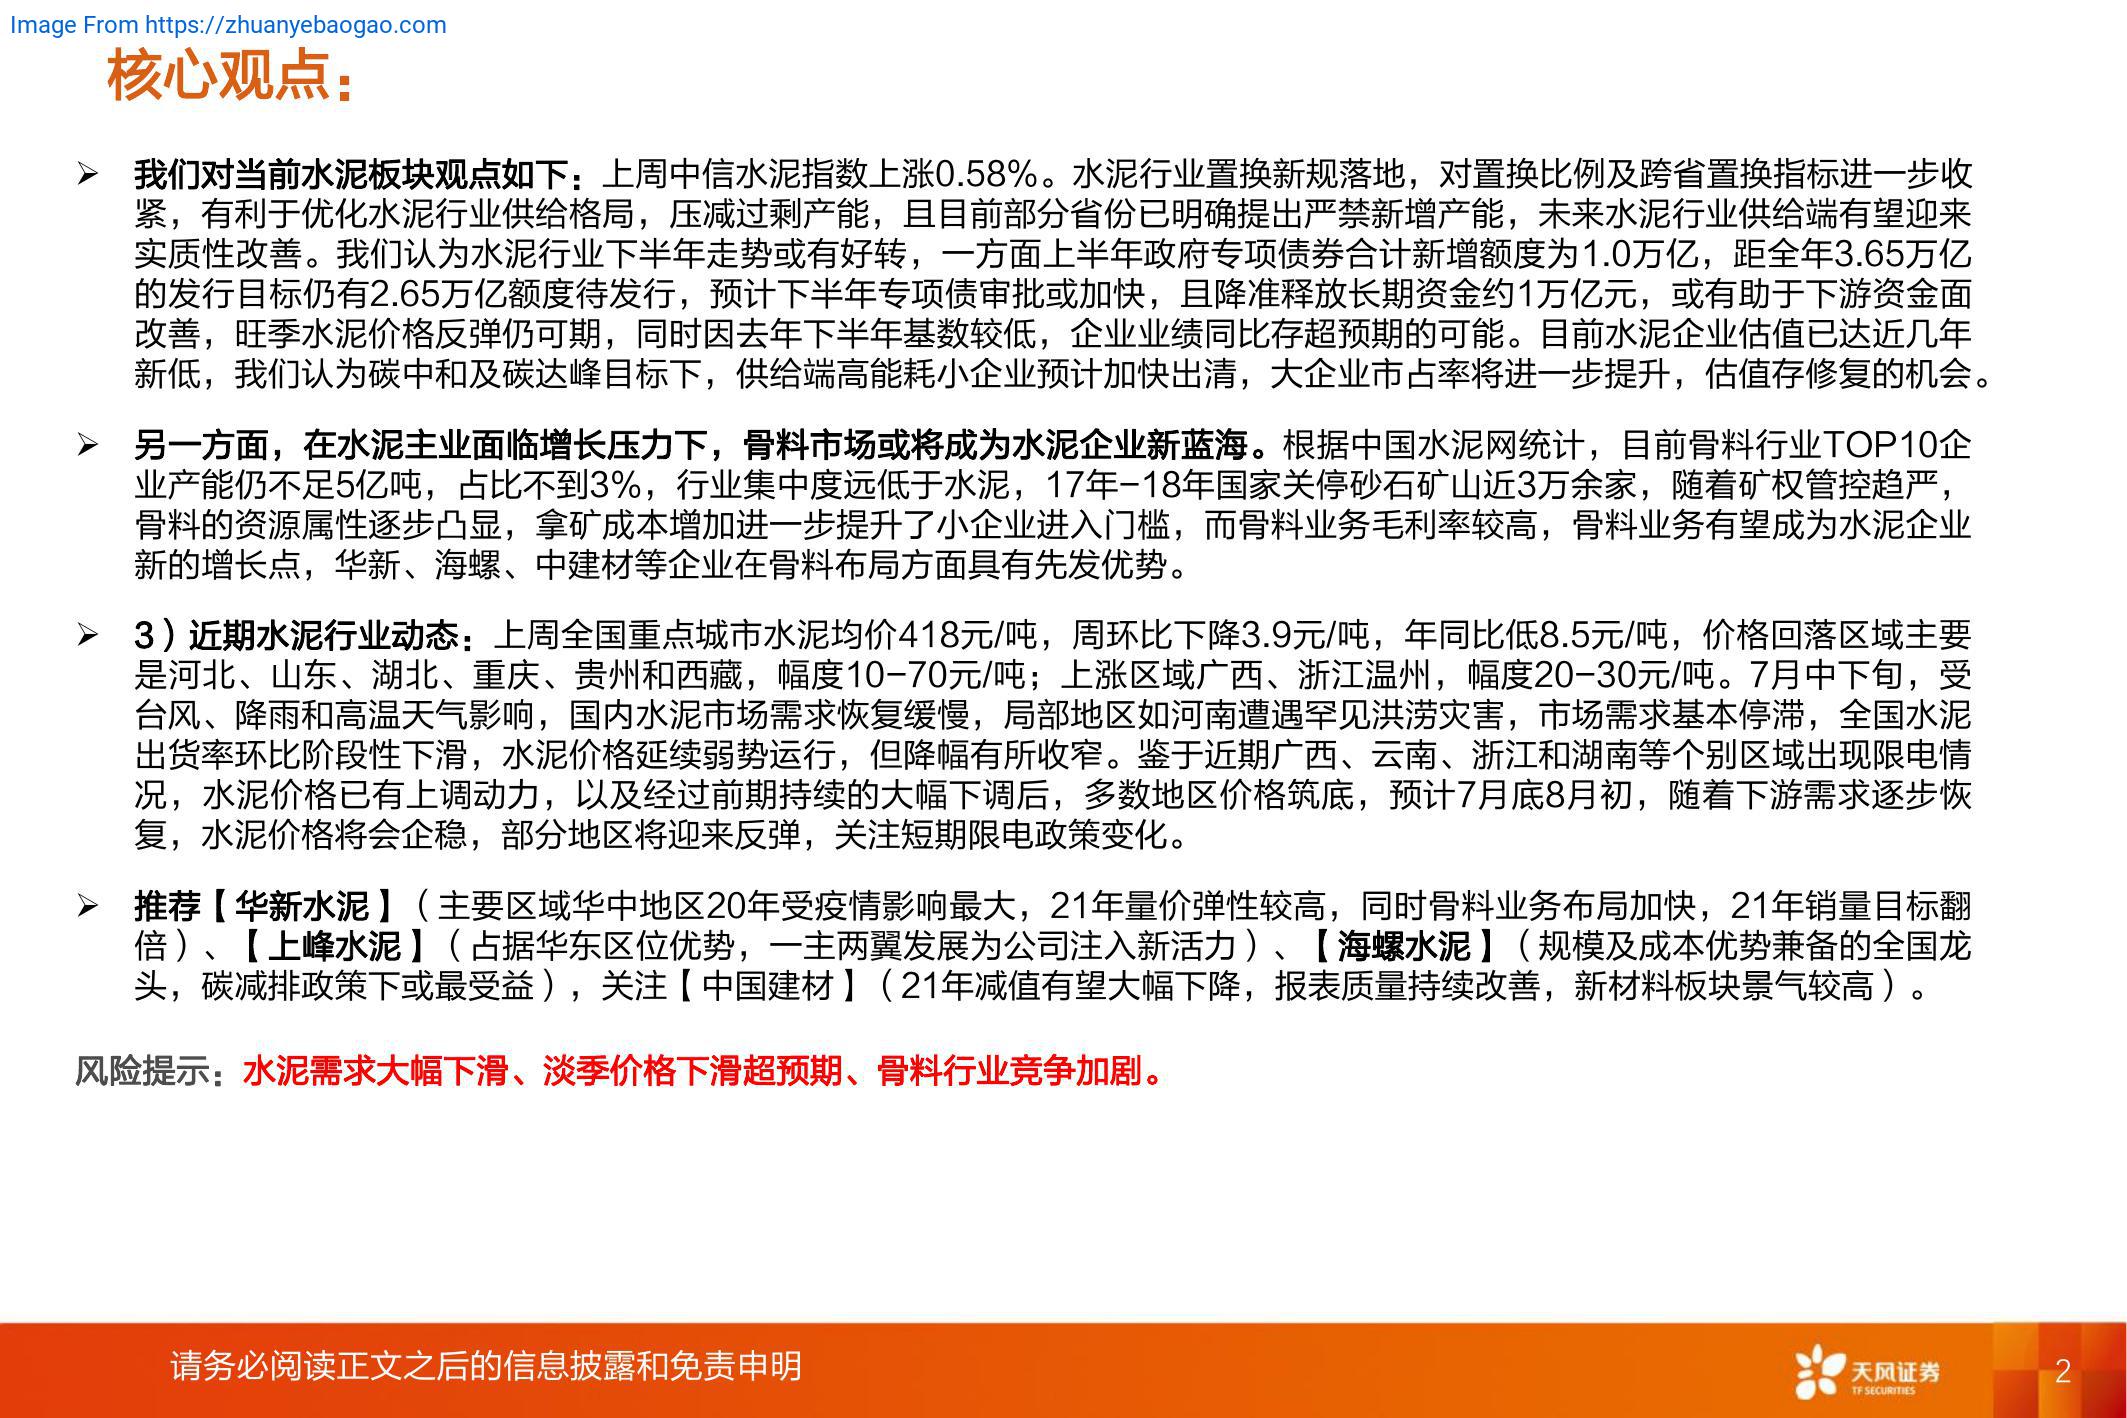 Image From https://zhuanyebaogao.com
核心观点：
➢ 我们对当前水泥板块观点如下：上周中信水泥指数上涨0.58%。水泥行业置换新规落地，对置换比例及跨省置换指标进一步收
紧，有利于优化水泥行业供给格局，压减过剩产能，且目前部分省份已明确提出严禁新增产能，未来水泥行业供给端有望迎来
实质性改善。我们认为水泥行业下半年走势或有好转，一方面上半年政府专项债券合计新增额度为1.0万亿，距全年3.65万亿
的发行目标仍有2.65万亿额度待发行，预计下半年专项债审批或加快，且降准释放长期资金约1万亿元，或有助于下游资金面
改善，旺季水泥价格反弹仍可期，同时因去年下半年基数较低，企业业绩同比存超预期的可能。目前水泥企业估值已达近几年
新低，我们认为碳中和及碳达峰目标下，供给端高能耗小企业预计加快出清，大企业市占率将进一步提升，估值存修复的机会。
➢ 另一方面，在水泥主业面临增长压力下，骨料市场或将成为水泥企业新蓝海。根据中国水泥网统计，目前骨料行业TOP10企
业产能仍不足5亿吨，占比不到3%，行业集中度远低于水泥，17年-18年国家关停砂石矿山近3万余家，随着矿权管控趋严，
骨料的资源属性逐步凸显，拿矿成本增加进一步提升了小企业进入门槛，而骨料业务毛利率较高，骨料业务有望成为水泥企业
新的增长点，华新、海螺、中建材等企业在骨料布局方面具有先发优势。
➢ 3）近期水泥行业动态：上周全国重点城市水泥均价418元/吨，周环比下降3.9元/吨，年同比低8.5元/吨，价格回落区域主要
是河北、山东、湖北、重庆、贵州和西藏，幅度10-70元/吨；上涨区域广西、浙江温州，幅度20-30元/吨。7月中下旬，受
台风、降雨和高温天气影响，国内水泥市场需求恢复缓慢，局部地区如河南遭遇罕见洪涝灾害，市场需求基本停滞，全国水泥
出货率环比阶段性下滑，水泥价格延续弱势运行，但降幅有所收窄。鉴于近期广西、云南、浙江和湖南等个别区域出现限电情
况，水泥价格已有上调动力，以及经过前期持续的大幅下调后，多数地区价格筑底，预计7月底8月初，随着下游需求逐步恢
复，水泥价格将会企稳，部分地区将迎来反弹，关注短期限电政策变化。
➢ 推荐【华新水泥】（主要区域华中地区20年受疫情影响最大，21年量价弹性较高，同时骨料业务布局加快，21年销量目标翻
倍）、【上峰水泥】（占据华东区位优势，一主两翼发展为公司注入新活力）、【海螺水泥】（规模及成本优势兼备的全国龙
头，碳减排政策下或最受益），关注【中国建材】（21年减值有望大幅下降，报表质量持续改善，新材料板块景气较高）。
风险提示：水泥需求大幅下滑、淡季价格下滑超预期、骨料行业竞争加剧。
请务必阅读正文之后的信息披露和免责申明
天风证券
TF SECURITIES
2